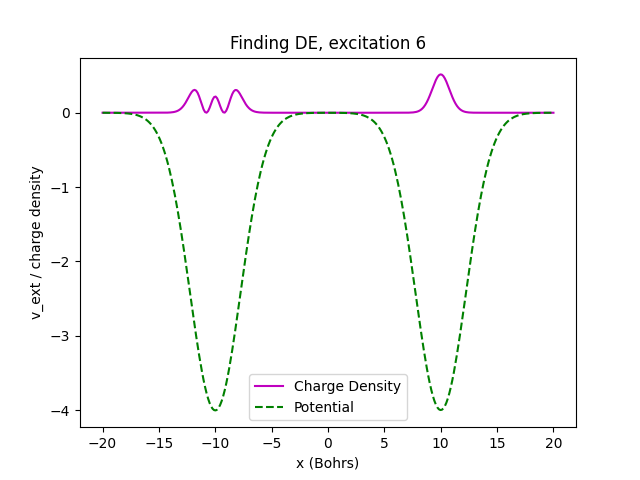 Finding DE, excitation 6
v_ext / charge density
0
−1
−2
−3
−4
Charge Density
Potential
−20 −15 −10 −5 0 5 10 15 20
x (Bohrs)